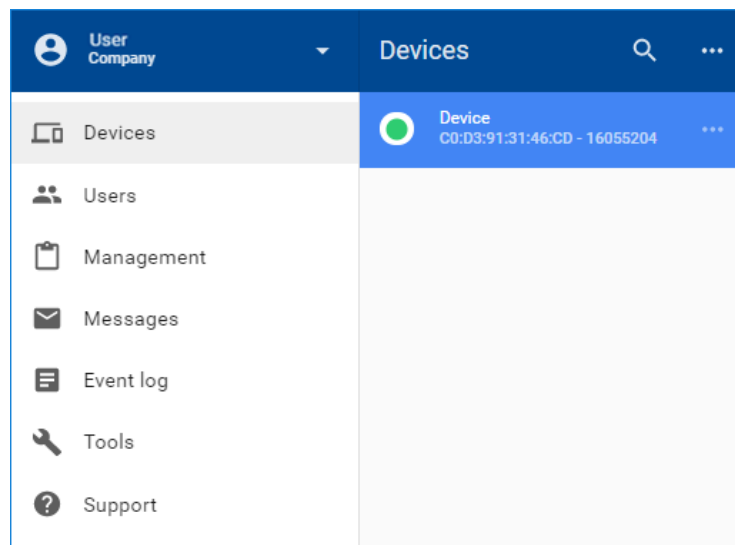 User
Company
Devices
Users
Management
Messages
Event log
Tools
Support
Devices
Device
C0:D3:91:31:46:CD - 16055204